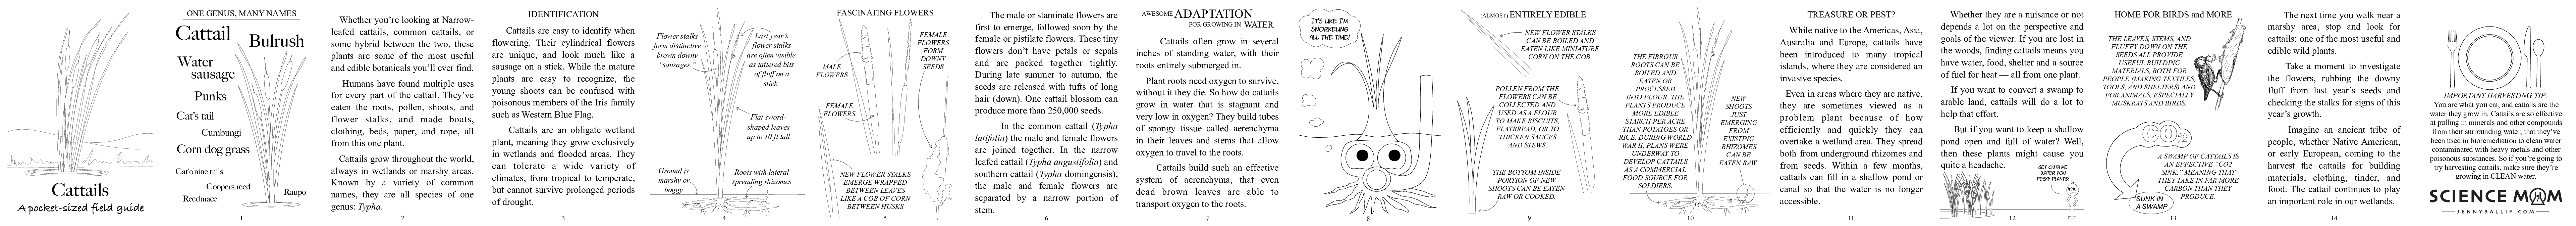 Cattails
A pocket-sized field guide
ONE GENUS, MANY NAMES
Cattail
Bulrush
Water
sausage
Punks
Cat's tail
Cumbungi
Corn dog grass
Cat'o'nine tails
Coopers reed
Raupo
Reedmace
1
Whether you're looking at Narrow-
leafed cattails, common cattails, or
some hybrid between the two, these
plants are some of the most useful
and edible botanicals you'll ever find.
Humans have found multiple uses
for every part of the cattail. They've
eaten the roots, pollen, shoots, and
flower stalks, and made boats,
clothing, beds, paper, and rope, all
from this one plant.
Cattails grow throughout the world,
always in wetlands or marshy areas.
Known by a variety of common
names, they are all species of one
genus: Typha.
2
IDENTIFICATION
Cattails are easy to identify when
flowering. Their cylindrical flowers
are unique, and look much like a
sausage on a stick. While the mature
plants are easy to recognize, the
young shoots can be confused with
poisonous members of the Iris family
such as Western Blue Flag.
Cattails are an obligate wetland
plant, meaning they grow exclusively
in wetlands and flooded areas. They
can tolerate a wide variety of
climates, from tropical to temperate,
but cannot survive prolonged periods
of drought.
3
Flower stalks
form distinctive
brown downy
"sausages."
Last year's
flower stalks
are often visible
as tattered bits
of fluff on a
stick.
Flat sword-
shaped leaves
up to 10 ft tall
Ground is
marshy or
boggy
Roots with lateral
spreading rhizomes
4
FASCINATING FLOWERS
MALE
FLOWERS
FEMALE
FLOWERS
FEMALE
FLOWERS
FORM
DOWNY
SEEDS
NEW FLOWER STALKS
EMERGE WRAPPED
BETWEEN LEAVES
LIKE A COB OF CORN
BETWEEN HUSKS
5
The male or staminate flowers are
first to emerge, followed soon by the
female or pistilate flowers. These tiny
flowers don't have petals or sepals
and are packed together tightly.
During late summer to autumn, the
seeds are released with tufts of long
hair (down). One cattail blossom can
produce more than 250,000 seeds.
In the common cattail (Typha
latifolia) the male and female flowers
are joined together. In the narrow
leafed cattail (Typha angustifolia) and
southern cattail (Typha domingensis),
the male and female flowers are
separated by a narrow portion of
stem.
6
AWESOME ADAPTATION
FOR GROWING IN WATER
Cattails often grow in several
inches of standing water, with their
roots entirely submerged in.
Plant roots need oxygen to survive,
without it they die. So how do cattails
grow in water that is stagnant and
very low in oxygen? They build tubes
of spongy tissue called aerenchyma
in their leaves and stems that allow
oxygen to travel to the roots.
Cattails build such an effective
system of aerenchyma, that even
dead brown leaves are able to
transport oxygen to the roots.
7
IT'S LIKE I'M
SNORKELING
ALL THE TIME!
8
(ALMOST) ENTIRELY EDIBLE
NEW FLOWER STALKS
CAN BE BOILED AND
EATEN LIKE MINIATURE
CORN ON THE COB.
POLLEN FROM THE
FLOWERS CAN BE
COLLECTED AND
USED AS A FLOUR
TO MAKE BISCUITS,
FLATBREAD, OR TO
THICKEN SAUCES
AND STEWS.
THE BOTTOM INSIDE
PORTION OF NEW
SHOOTS CAN BE EATEN
RAW OR COOKED.
9
THE FIBROUS
ROOTS CAN BE
BOILED AND
EATEN OR
PROCESSED
INTO FLOUR. THE
PLANTS PRODUCE
MORE EDIBLE
STARCH PER ACRE
THAN POTATOES OR
RICE. DURING WORLD
WAR II, PLANS WERE
UNDERWAY TO
DEVELOP CATTAILS
AS A COMMERCIAL
FOOD SOURCE FOR
SOLDIERS.
NEW
SHOOTS
JUST
EMERGING
FROM
EXISTING
RHIZOMES
CAN BE
EATEN RAW.
10
TREASURE OR PEST?
While native to the Americas, Asia,
Australia and Europe, cattails have
been introduced to many tropical
islands, where they are considered an
invasive species.
Even in areas where they are native,
they are sometimes viewed as a
problem plant because of how
efficiently and quickly they can
overtake a wetland area. They spread
both from underground rhizomes and
from seeds. Within a few months,
cattails can fill in a shallow pond or
canal so that the water is no longer
accessible.
11
Whether they are a nuisance or not
depends a lot on the perspective and
goals of the viewer. If you are lost in
the woods, finding cattails means you
have water, food, shelter and a source
of fuel for heat — all from one plant.
If you want to convert a swamp to
arable land, cattails will do a lot to
help that effort.
But if you want to keep a shallow
pond open and full of water? Well,
then these plants might cause you
quite a headache.
GET OUTTA ME
WATER YOU
PESKY PLANTS!
12
HOME FOR BIRDS and MORE
THE LEAVES, STEMS, AND
FLUFFY DOWN ON THE
SEEDS ALL PROVIDE
USEFUL BUILDING
MATERIALS, BOTH FOR
PEOPLE (MAKING TEXTILES,
TOOLS, AND SHELTERS) AND
FOR ANIMALS, ESPECIALLY
MUSKRATS AND BIRDS.
CO2
A SWAMP OF CATTAILS IS
AN EFFECTIVE "CO2
SINK," MEANING THAT
THEY TAKE IN FAR MORE
CARBON THAN THEY
PRODUCE.
SUNK IN
A SWAMP
13
The next time you walk near a
marshy area, stop and look for
cattails: one of the most useful and
edible wild plants.
Take a moment to investigate
the flowers, rubbing the downy
fluff from last year's seeds and
checking the stalks for signs of this
year's growth.
Imagine an ancient tribe of
people, whether Native American,
or early European, coming to
harvest the cattails for building
materials, clothing, tinder, and
food. The cattail continues to play
an important role in our wetlands.
14
IMPORTANT HARVESTING TIP:
You are what you eat, and cattails are the
water they grow in. Cattails are so effective
at pulling in minerals and other compounds
from their surrounding water, that they've
been used in bioremediation to clean water
contaminated with heavy metals and other
poisonous substances. So if you're going to
try harvesting cattails, make sure they're
growing in CLEAN water.
SCIENCE MOM
JENNYBALLIF.COM